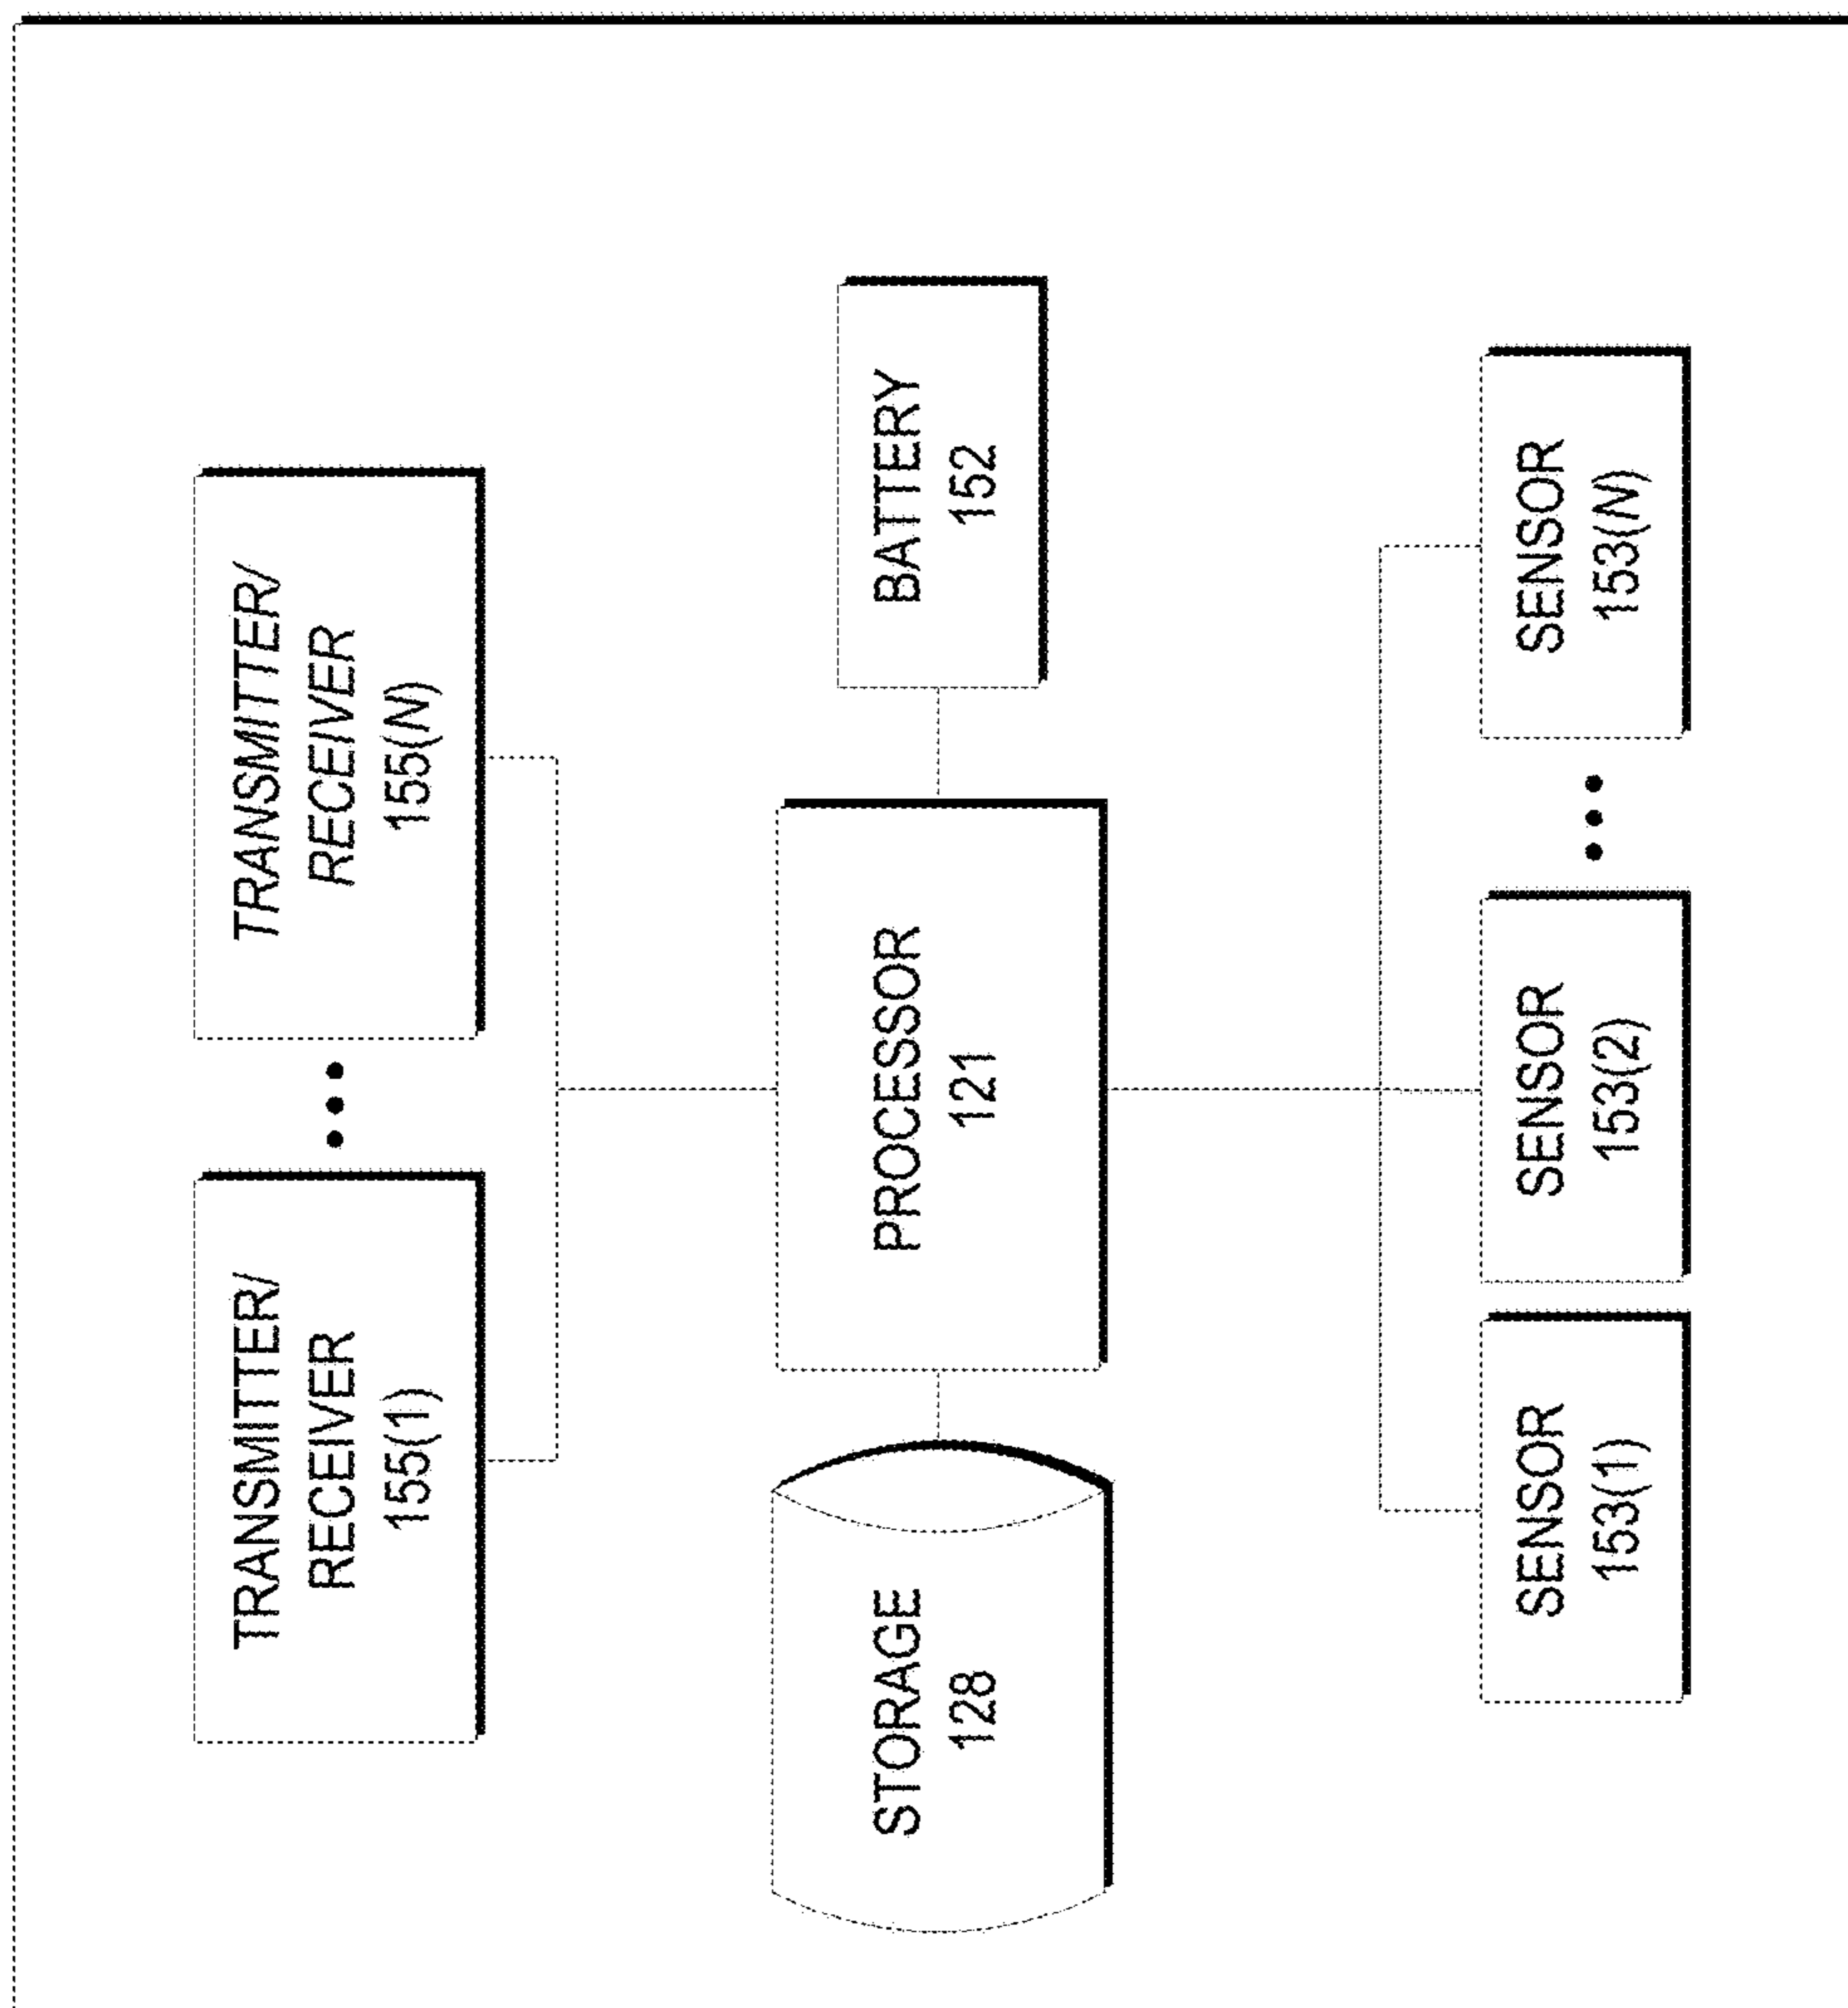 TRANSMITTER/
RECEIVER
155(1)
TRANSMITTER/
RECEIVER
155(N)
STORAGE
128
PROCESSOR
121
BATTERY
152
SENSOR
153(1)
SENSOR
153(2)
SENSOR
153(N)